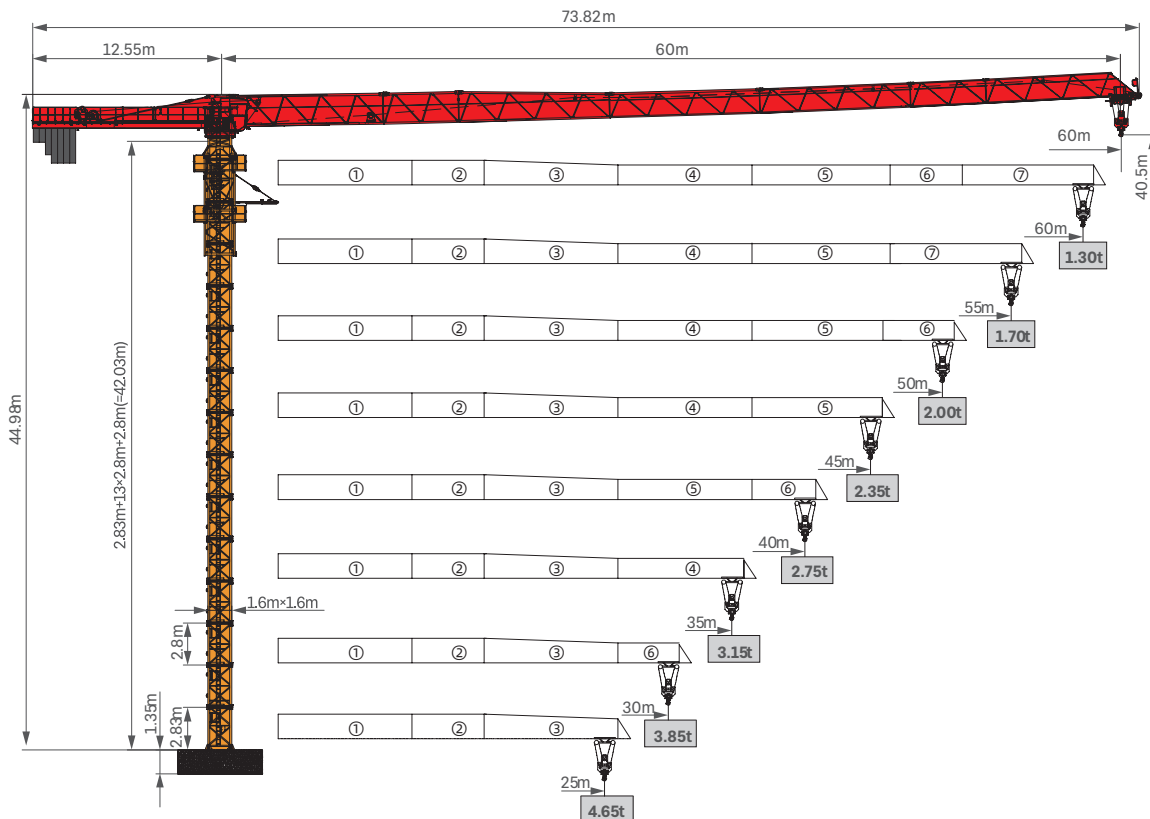 73.82m
12.55m
60m
60m
40.5m
① ② ③ ④ ⑤ ⑥ ⑦
60m
1.30t
① ② ③ ④ ⑤ ⑦
55m
1.70t
① ② ③ ④ ⑤ ⑥
50m
2.00t
① ② ③ ④ ⑤
45m
2.35t
① ② ③ ⑤ ⑥
40m
2.75t
① ② ③ ④
35m
3.15t
① ② ③ ⑥
30m
3.85t
① ② ③
25m
4.65t
44.98m
2.83m+13×2.8m+2.8m(=42.03m)
1.6m×1.6m
2.8m
2.83m
1.35m